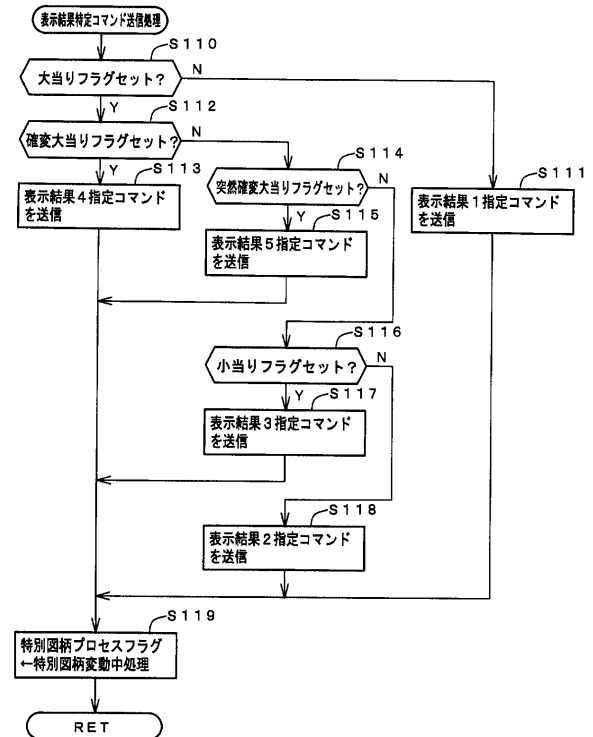 表示結果特定コマンド送信処理
S110
大当りフラグセット？
N
Y
S112
確変大当りフラグセット？
N
Y
S113
表示結果4指定コマンド
を送信
S114
突然確変大当りフラグセット？
N
Y
S115
表示結果5指定コマンド
を送信
S111
表示結果1指定コマンド
を送信
S116
小当りフラグセット？
N
Y
S117
表示結果3指定コマンド
を送信
S118
表示結果2指定コマンド
を送信
S119
特別図柄プロセスフラグ
←特別図柄変動中処理
RET